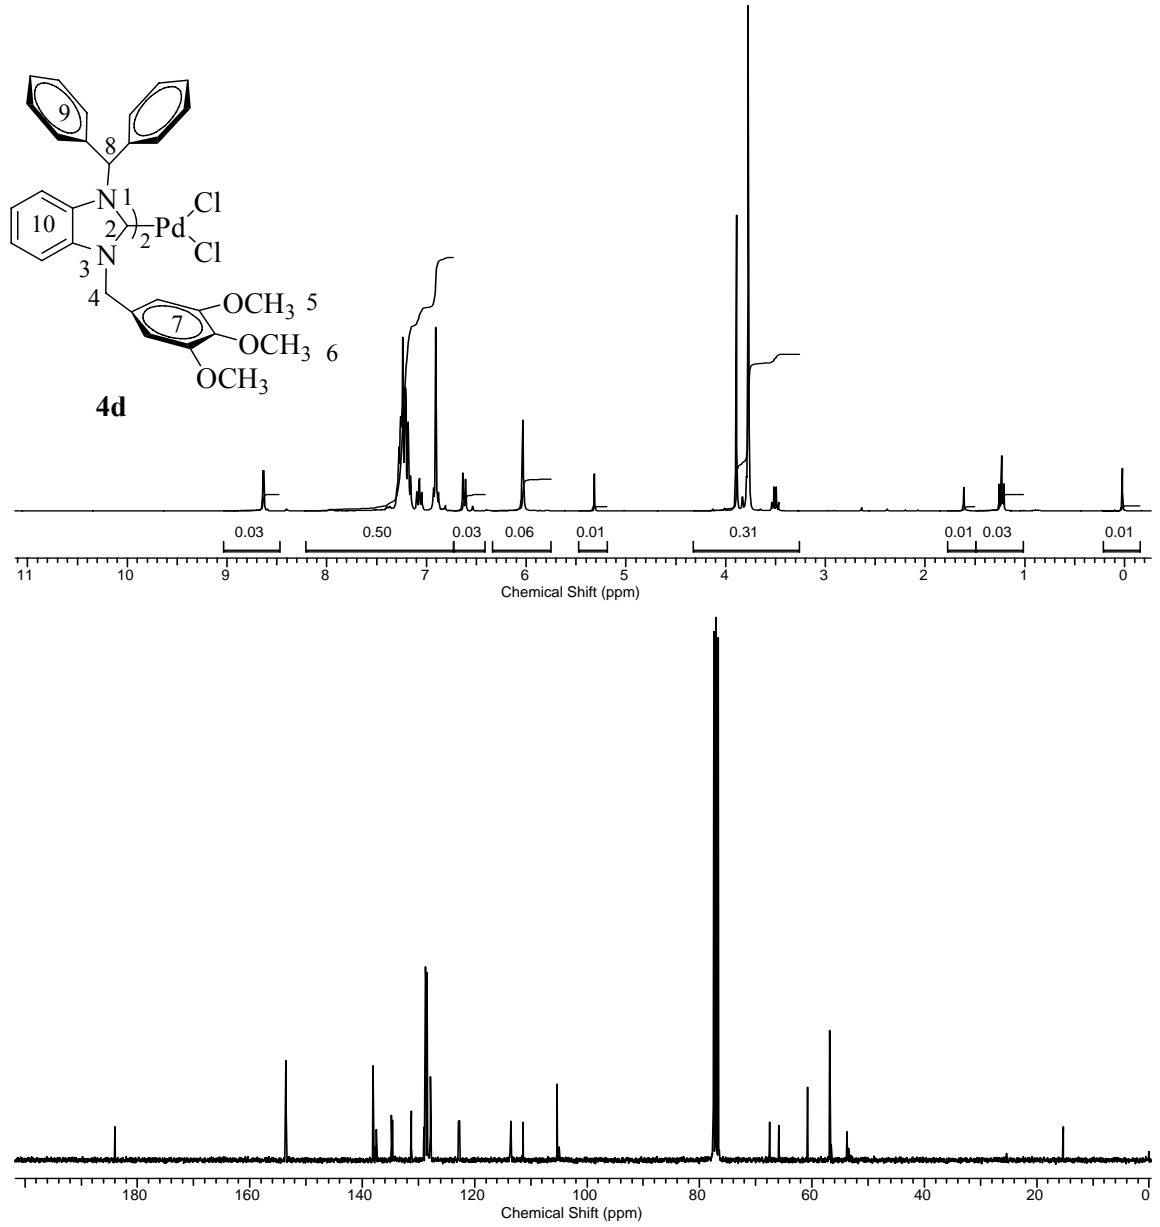 9
8
N 1 Cl
10 2 ) 2 Pd
N Cl
3
4
OCH3 5
7
OCH3 6
OCH3
4d
0.03 0.50 0.03 0.06 0.01 0.31 0.01 0.03 0.01
11 10 9 8 7 6 5 4 3 2 1 0
Chemical Shift (ppm)
180 160 140 120 100 80 60 40 20 0
Chemical Shift (ppm)